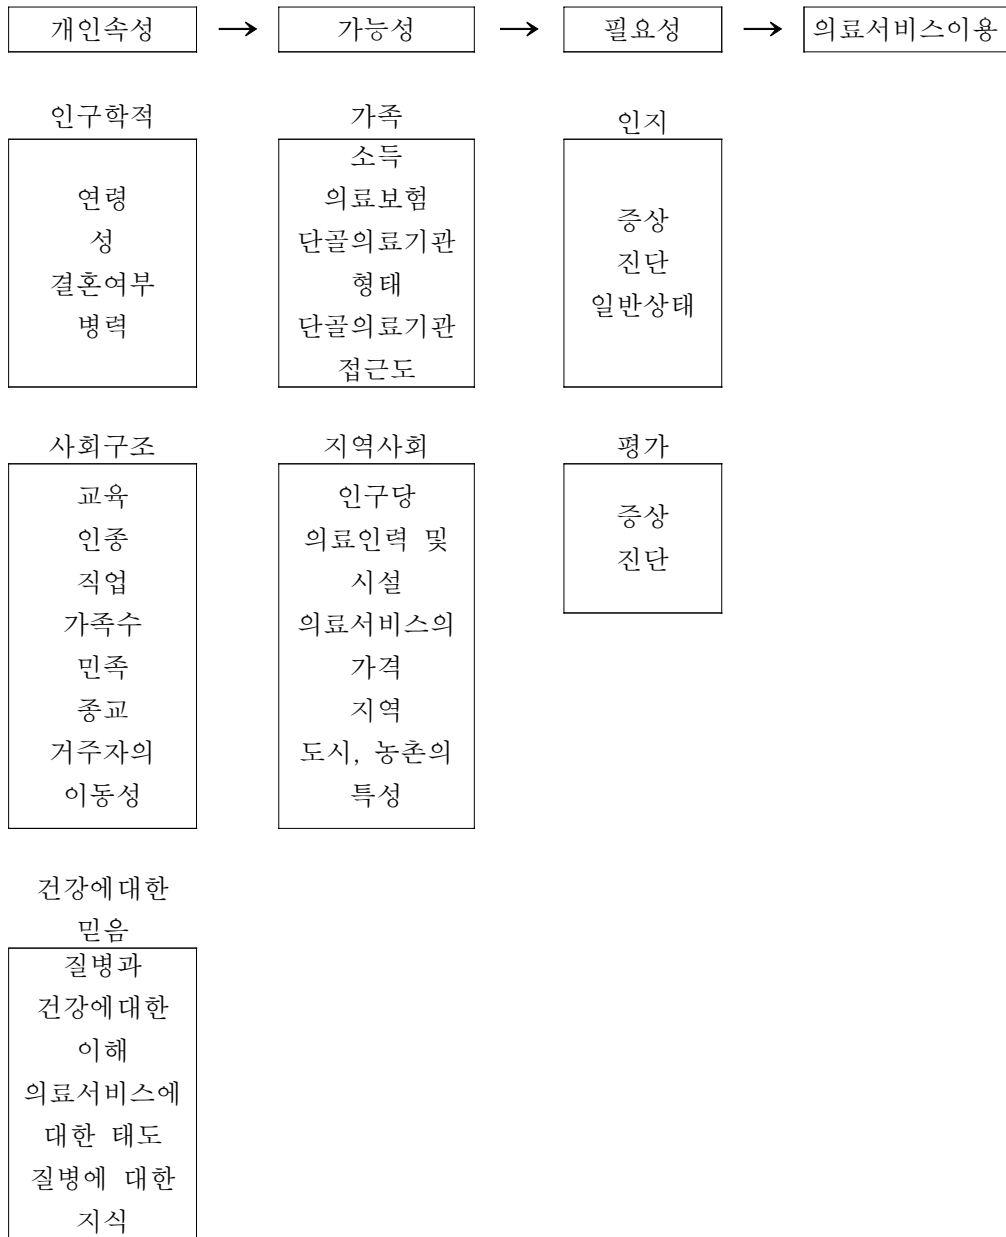 개인속성 → 가능성 → 필요성 → 의료서비스이용
인구학적
연령
성
결혼여부
병력
가족
소득
의료보험
단골의료기관
형태
단골의료기관
접근도
인지
증상
진단
일반상태
사회구조
교육
인종
직업
가족수
민족
종교
거주자의
이동성
지역사회
인구당
의료인력 및
시설
의료서비스의
가격
지역
도시, 농촌의
특성
평가
증상
진단
건강에대한
믿음
질병과
건강에대한
이해
의료서비스에
대한 태도
질병에 대한
지식